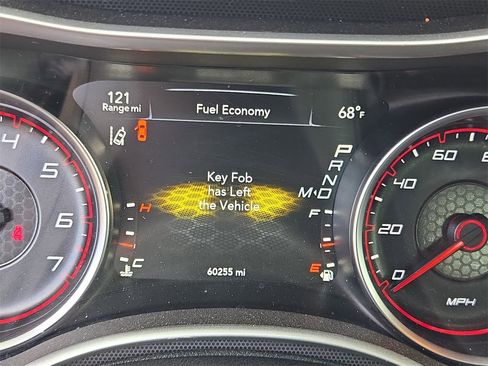 121
Range mi
Fuel Economy
68°F
Key Fob
has Left
the Vehicle
P
R
N
M D
H
C
F
E
60255 mi
4
5
6
7
0
20
40
60
80
MPH